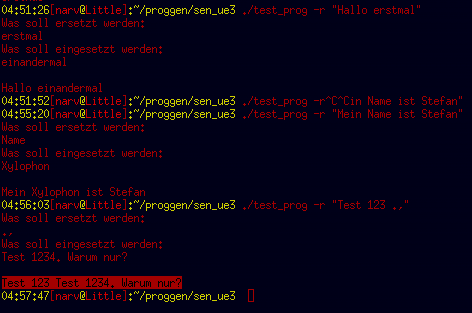 04:51:26[narv@Little]:~/proggen/sen_ue3 ./test_prog -r "Hallo erstmal"
Was soll ersetzt werden:
erstmal
Was soll eingesetzt werden:
einandermal
Hallo einandermal
04:51:52[narv@Little]:~/proggen/sen_ue3 ./test_prog -r^C^Cin Name ist Stefan"
04:55:20[narv@Little]:~/proggen/sen_ue3 ./test_prog -r "Mein Name ist Stefan"
Was soll ersetzt werden:
Name
Was soll eingesetzt werden:
Xylophon
Mein Xylophon ist Stefan
04:56:03[narv@Little]:~/proggen/sen_ue3 ./test_prog -r "Test 123 .,"
Was soll ersetzt werden:
.,
Was soll eingesetzt werden:
Test 1234. Warum nur?
Test 123 Test 1234. Warum nur?
04:57:47[narv@Little]:~/proggen/sen_ue3